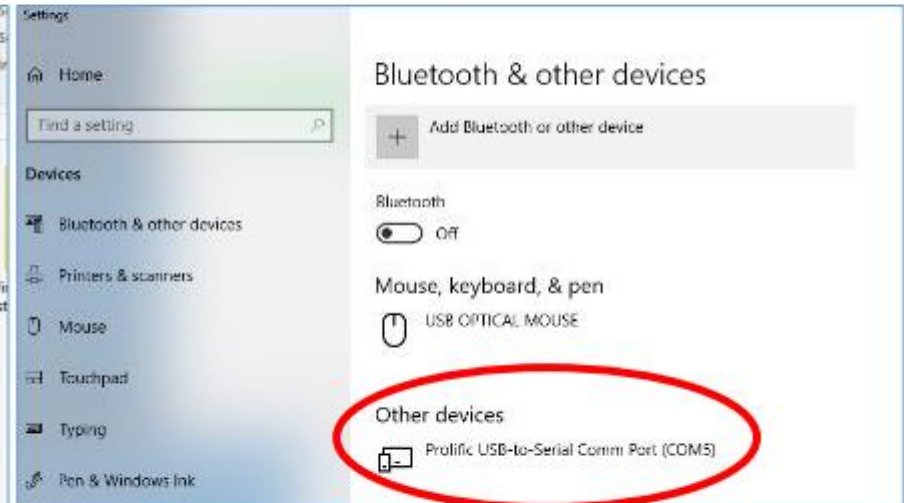 Settings
Home
Find a setting
Devices
Bluetooth & other devices
Printers & scanners
Mouse
Touchpad
Typing
Pen & Windows Ink
Bluetooth & other devices
Add Bluetooth or other device
Bluetooth
Off
Mouse, keyboard, & pen
USB OPTICAL MOUSE
Other devices
Prolific USB-to-Serial Comm Port (COM5)